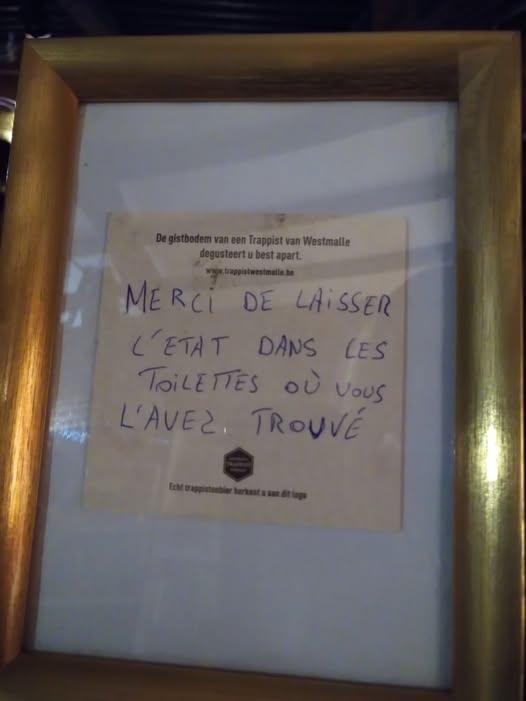 De gistbodem van een Trappist van Westmalle
degusteert u best apart.
www.trappistwestmalle.be
MERCI DE LAISSER
L'ETAT DANS LES
TOILETTES OÙ VOUS
L'AVEZ TROUVÉ
Echt trappistenbier herkent u aan dit logo